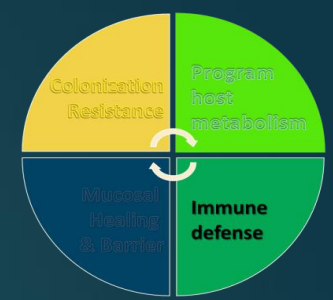 Colonization
Resistance
Program
host
metabolism
Mucosal
Healing
& Barrier
Immune
defense